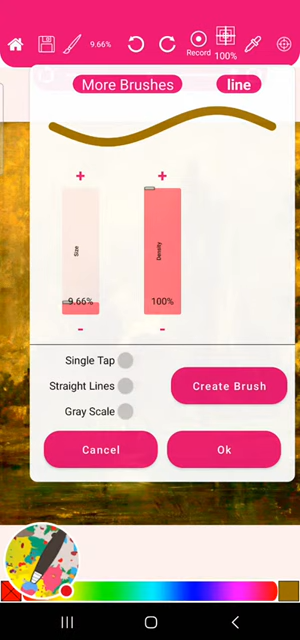 9.66%
Record
100%
More Brushes
line
+
+
Size
Density
9.66%
100%
-
-
Single Tap
Straight Lines
Gray Scale
Create Brush
Cancel
Ok